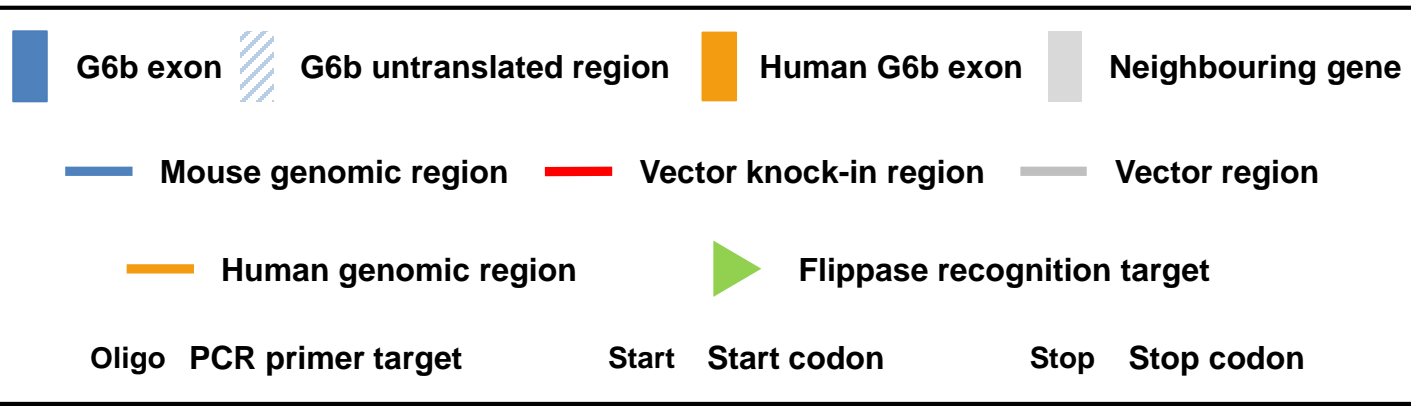 G6b exon G6b untranslated region Human G6b exon Neighbouring gene
Mouse genomic region Vector knock-in region Vector region
Human genomic region Flippase recognition target
Oligo PCR primer target Start Start codon Stop Stop codon